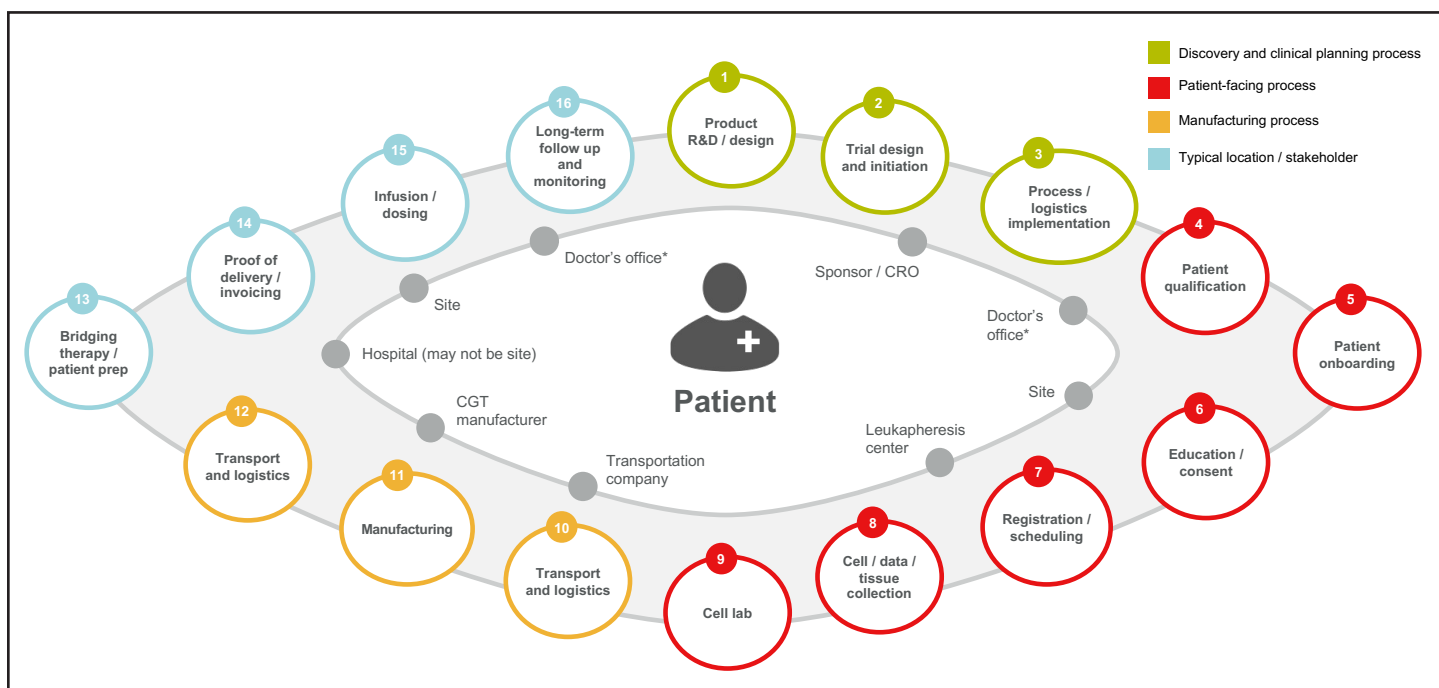 Discovery and clinical planning process
Patient-facing process
Manufacturing process
Typical location / stakeholder
1
Product
R&D / design
2
Trial design
and initiation
3
Process /
logistics
implementation
4
Patient
qualification
5
Patient
onboarding
6
Education /
consent
7
Registration /
scheduling
8
Cell / data /
tissue
collection
9
Cell lab
10
Transport
and logistics
11
Manufacturing
12
Transport
and logistics
13
Bridging
therapy /
patient prep
14
Proof of
delivery /
invoicing
15
Infusion /
dosing
16
Long-term
follow up
and
monitoring
Sponsor / CRO
Doctor's
office*
Site
Leukapheresis
center
Transportation
company
CGT
manufacturer
Hospital (may not be site)
Site
Doctor's office*
Patient